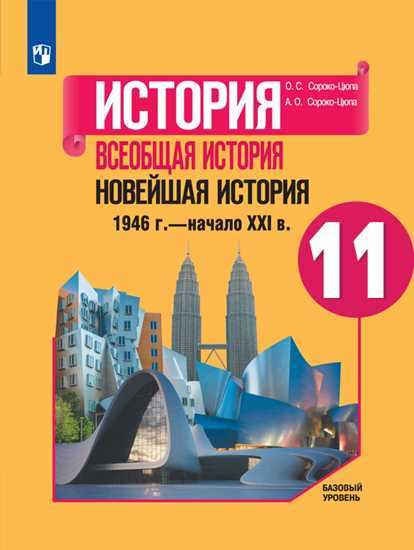 О. С. Сороко-Цюпа
А. О. Сороко-Цюпа
ИСТОРИЯ
ВСЕОБЩАЯ ИСТОРИЯ
НОВЕЙШАЯ ИСТОРИЯ
1946 г.—начало XXI в.
11
БАЗОВЫЙ
УРОВЕНЬ